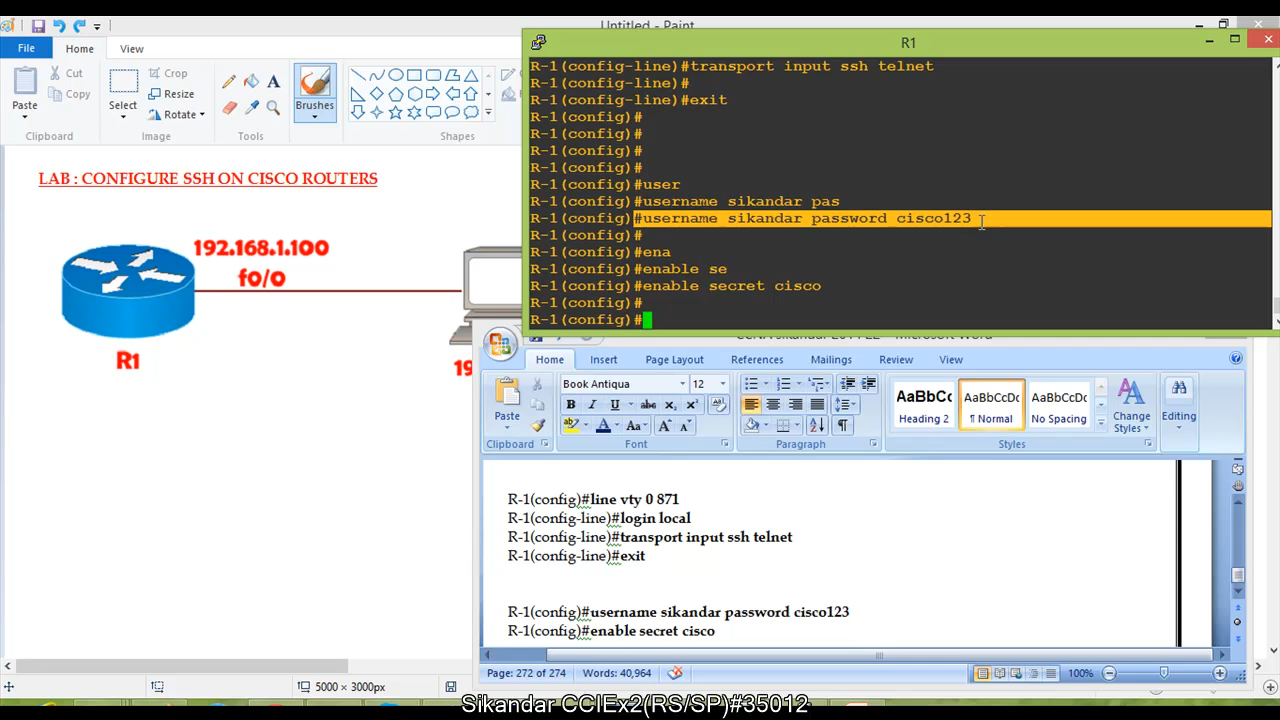 Untitled - Paint
File Home View
Paste
Cut
Copy
Clipboard
Select
Crop
Resize
Rotate
Image
Tools
Brushes
Shapes
LAB : CONFIGURE SSH ON CISCO ROUTERS
192.168.1.100
f0/0
R1
19
5000 × 3000px
R1
R-1(config-line)#transport input ssh telnet
R-1(config-line)#
R-1(config-line)#exit
R-1(config)#
R-1(config)#
R-1(config)#
R-1(config)#
R-1(config)#user
R-1(config)#username sikandar pas
R-1(config)#username sikandar password cisco123
R-1(config)#
R-1(config)#ena
R-1(config)#enable se
R-1(config)#enable secret cisco
R-1(config)#
R-1(config)#
Home Insert Page Layout References Mailings Review View
Paste
Clipboard
Book Antiqua 12
Font
Paragraph
AaBbCc AaBbCcDc AaBbCcDc
Heading 2 ¶ Normal No Spacing
Styles
Change Styles
Editing
R-1(config)#line vty 0 871
R-1(config-line)#login local
R-1(config-line)#transport input ssh telnet
R-1(config-line)#exit
R-1(config)#username sikandar password cisco123
R-1(config)#enable secret cisco
Page: 272 of 274 Words: 40,964 100%
Sikandar CCIEx2(RS/SP)#35012